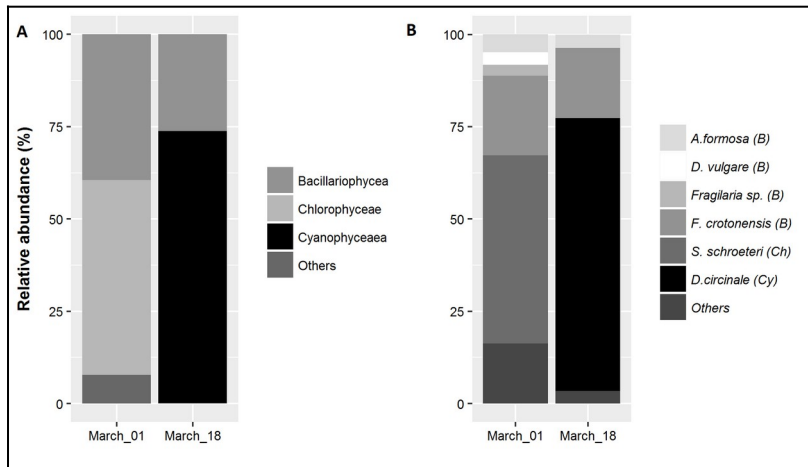 A
Relative abundance (%)
100
75
50
25
0
March_01 March_18
Bacillariophycea
Chlorophyceae
Cyanophyceaea
Others
B
100
75
50
25
0
March_01 March_18
A.formosa (B)
D. vulgare (B)
Fragilaria sp. (B)
F. crotonensis (B)
S. schroeteri (Ch)
D.circinale (Cy)
Others